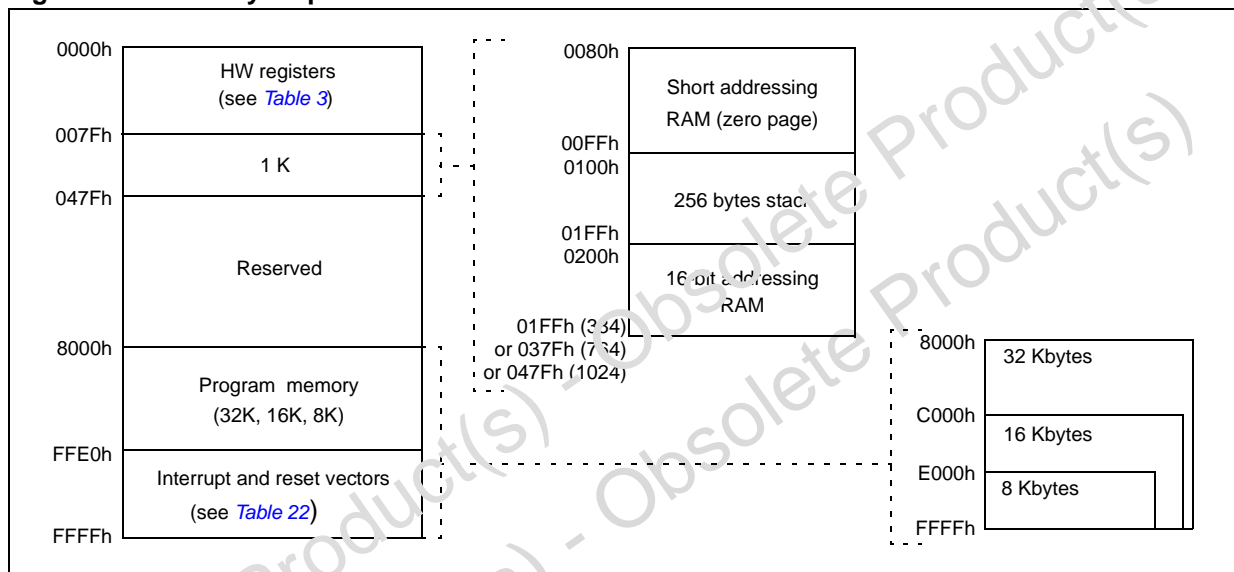 0000h
HW registers
(see Table 3)
007Fh
1 K
047Fh
Reserved
8000h
Program memory
(32K, 16K, 8K)
FFE0h
Interrupt and reset vectors
(see Table 22)
FFFFh
0080h
Short addressing
RAM (zero page)
00FFh
0100h
256 bytes stack
01FFh
0200h
16-bit addressing
RAM
01FFh (384)
or 037Fh (764)
or 047Fh (1024)
8000h
32 Kbytes
C000h
16 Kbytes
E000h
8 Kbytes
FFFFh
Obsolete Product(s)
Product(s) - Obsolete Product(s)
Product(s) - Obsolete Product(s)